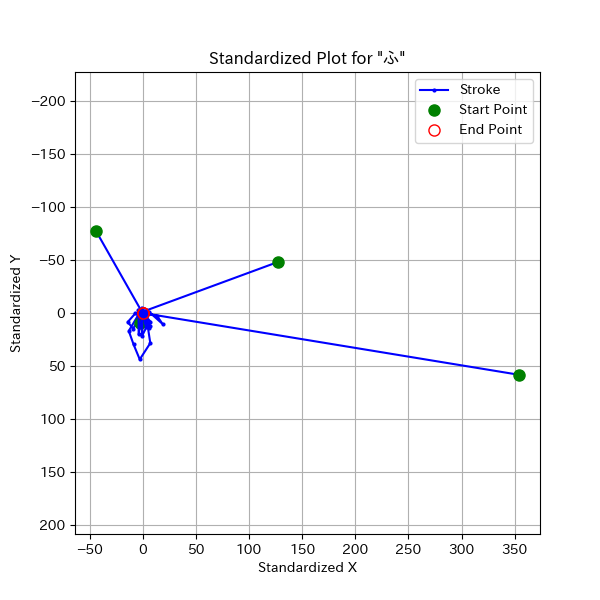 Standardized Plot for "ふ"
Stroke
Start Point
End Point
−200
−150
−100
−50
0
50
100
150
200
Standardized Y
−50 0 50 100 150 200 250 300 350
Standardized X